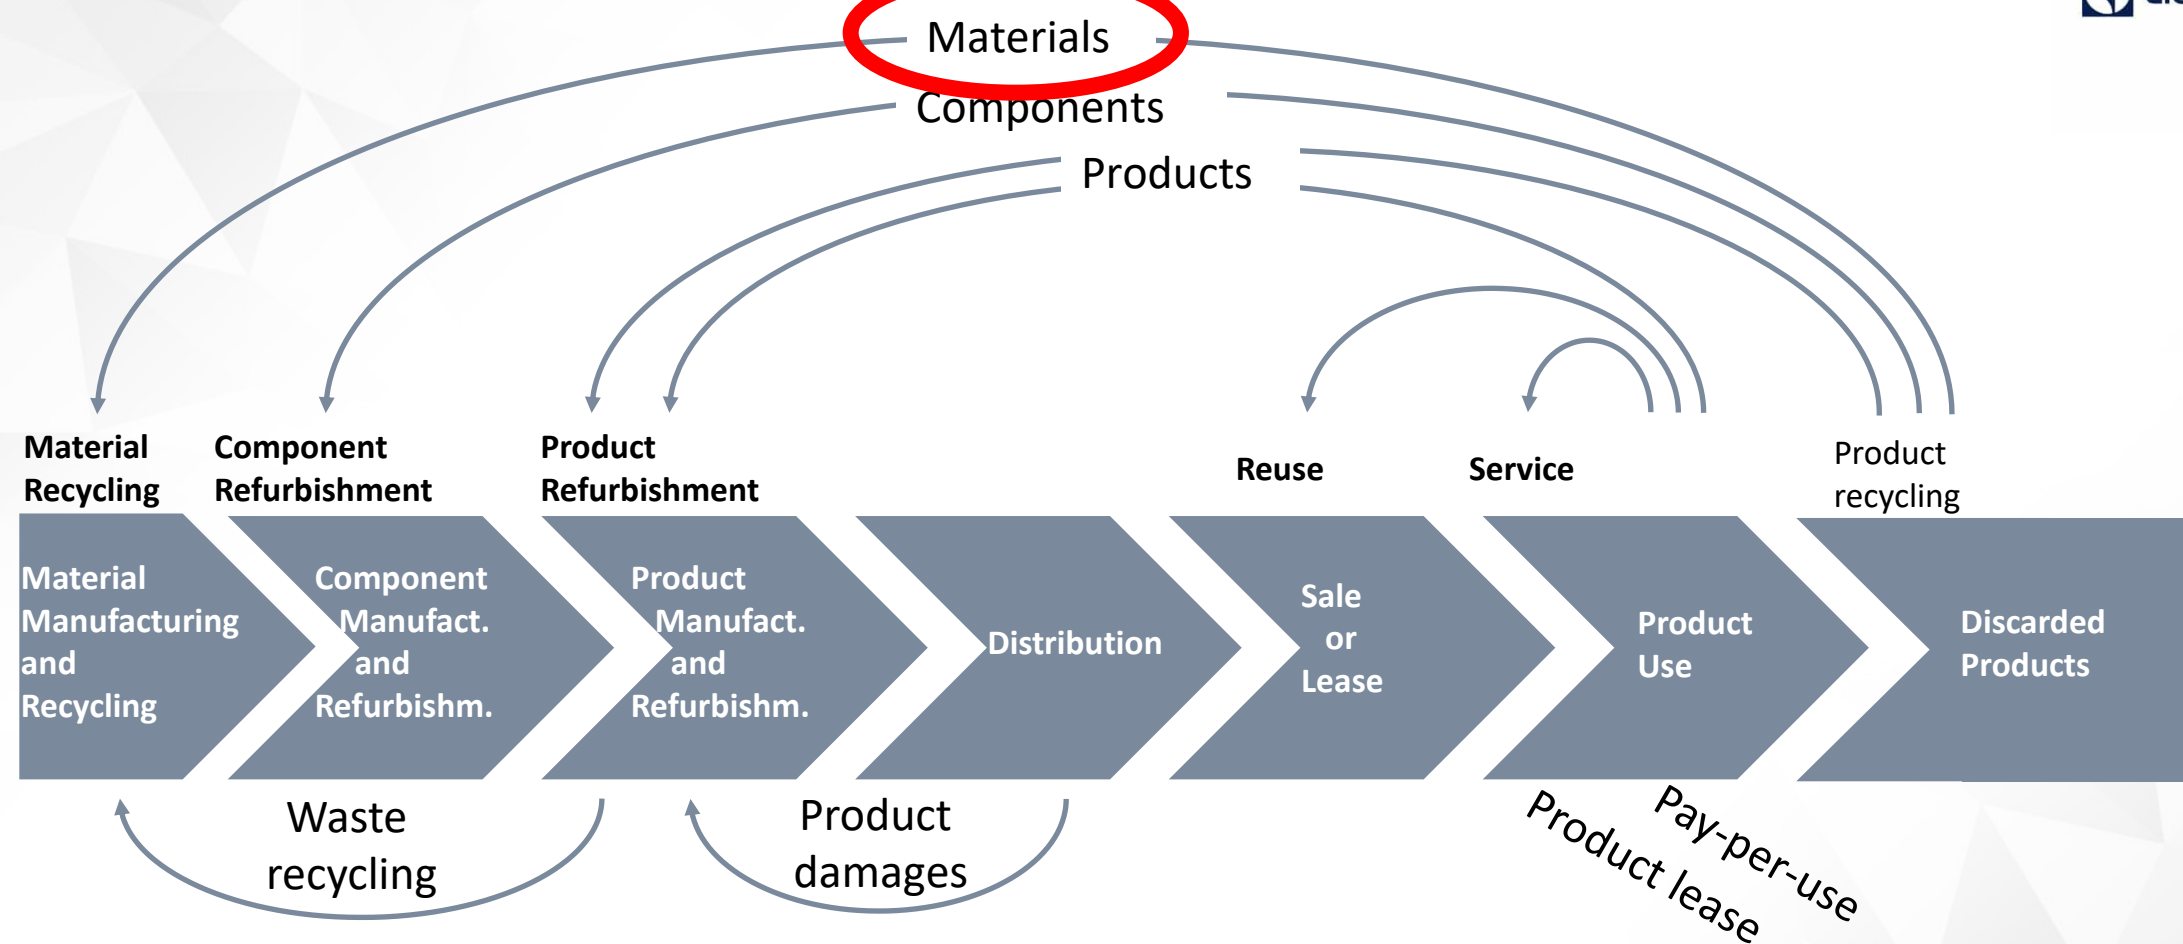 Materials
Components
Products
Material
Recycling
Component
Refurbishment
Product
Refurbishment
Reuse
Service
Product
recycling
Material
Manufacturing
and
Recycling
Component
Manufact.
and
Refurbishm.
Product
Manufact.
and
Refurbishm.
Distribution
Sale
or
Lease
Product
Use
Discarded
Products
Waste
recycling
Product
damages
Pay-per-use
Product lease